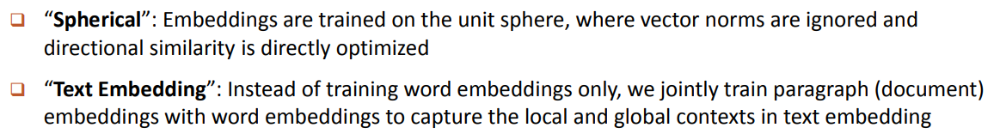 “Spherical”: Embeddings are trained on the unit sphere, where vector norms are ignored and
directional similarity is directly optimized
“Text Embedding”: Instead of training word embeddings only, we jointly train paragraph (document)
embeddings with word embeddings to capture the local and global contexts in text embedding